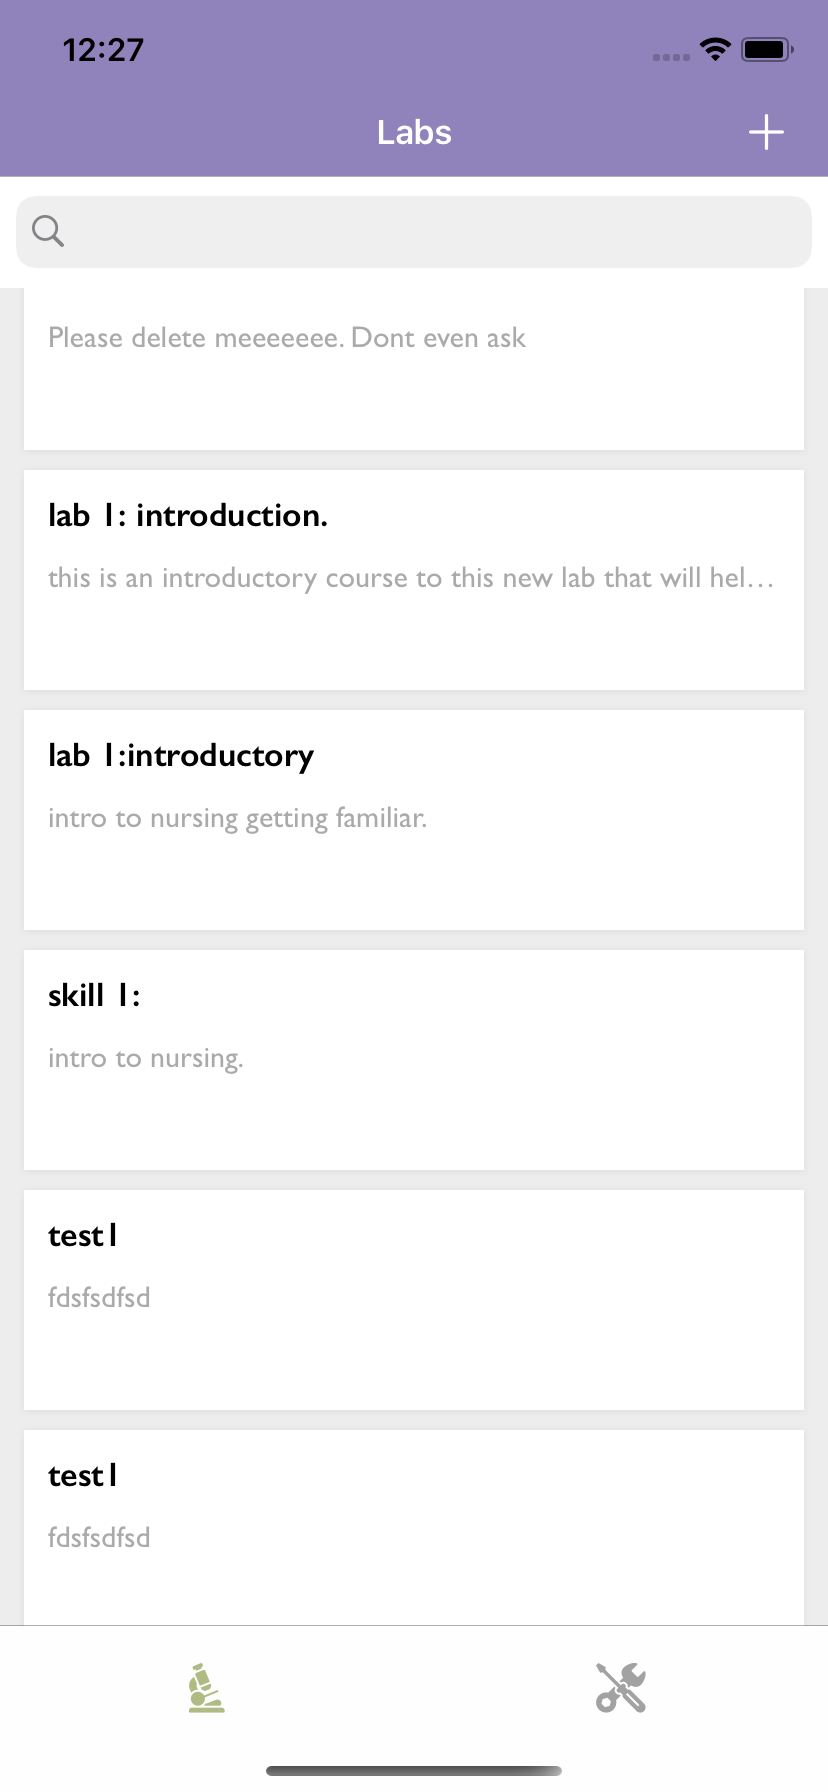 12:27
Labs
Please delete meeeeeee. Dont even ask
lab 1: introduction.
this is an introductory course to this new lab that will hel...
lab 1:introductory
intro to nursing getting familiar.
skill 1:
intro to nursing.
test1
fdsfsdfsd
test1
fdsfsdfsd